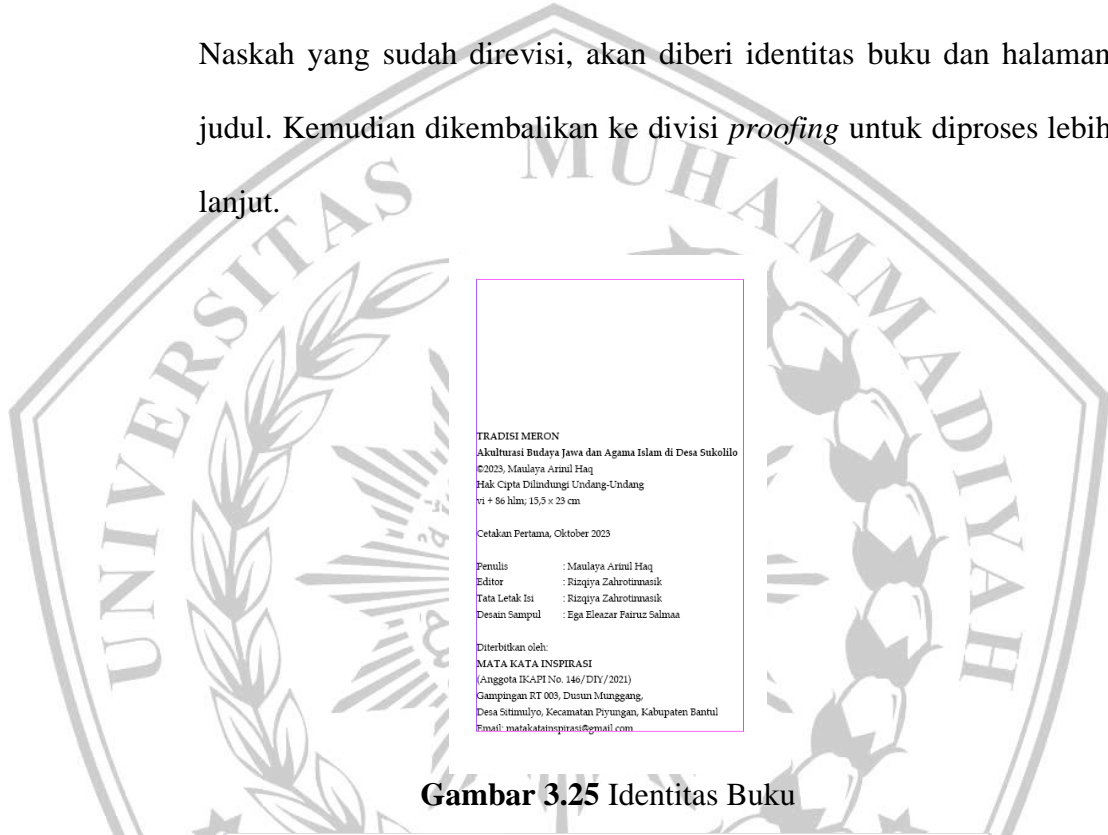 Naskah yang sudah direvisi, akan diberi identitas buku dan halaman
judul. Kemudian dikembalikan ke divisi proofing untuk diproses lebih
lanjut.
UNIVERSITAS MUHAMMADIYAH
TRADISI MERON
Akulturasi Budaya Jawa dan Agama Islam di Desa Sukolilo
©2023, Maulaya Arinil Haq
Hak Cipta Dilindungi Undang-Undang
vi + 86 hlm; 15,5 x 23 cm
Cetakan Pertama, Oktober 2023
Penulis : Maulaya Arinil Haq
Editor : Rizqiya Zahrotinnasik
Tata Letak Isi : Rizqiya Zahrotinnasik
Desain Sampul : Ega Eleazar Fairuz Salmaa
Diterbitkan oleh:
MATA KATA INSPIRASI
(Anggota IKAPI No. 146/DIY/2021)
Gampingan RT 003, Dusun Munggang,
Desa Sitimulyo, Kecamatan Piyungan, Kabupaten Bantul
Email: matakatainspirasi@gmail.com
Gambar 3.25 Identitas Buku